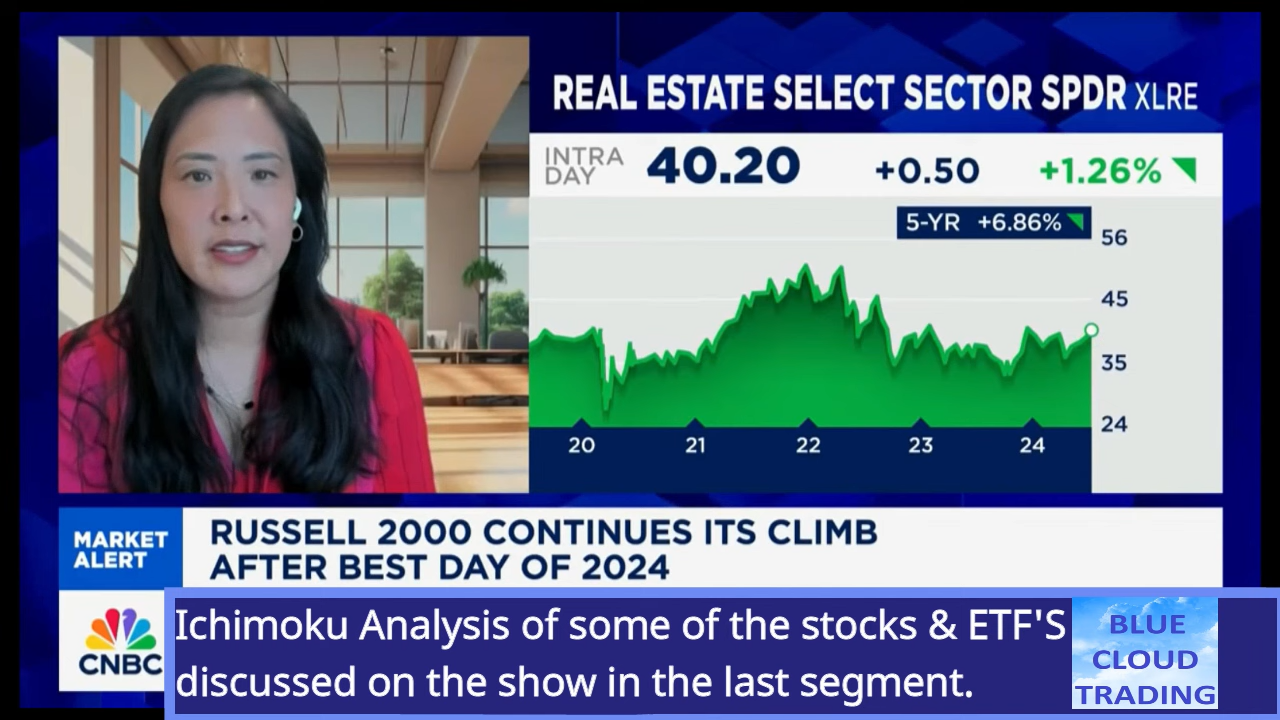 REAL ESTATE SELECT SECTOR SPDR XLRE
INTRA
DAY
40.20 +0.50 +1.26%
5-YR +6.86%
56
45
35
24
20 21 22 23 24
MARKET
ALERT
RUSSELL 2000 CONTINUES ITS CLIMB
AFTER BEST DAY OF 2024
CNBC
Ichimoku Analysis of some of the stocks & ETF'S
discussed on the show in the last segment.
BLUE
CLOUD
TRADING